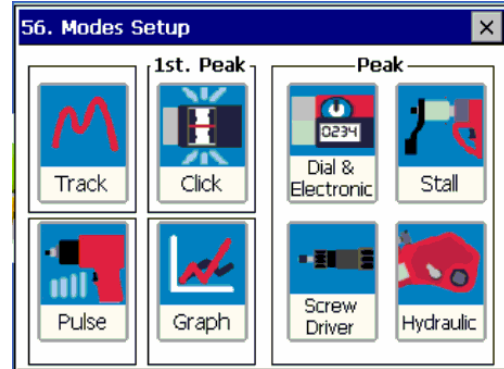 56. Modes Setup
1st. Peak
Peak
Track
Click
0234
Dial &
Electronic
Stall
Pulse
Graph
Screw
Driver
Hydraulic